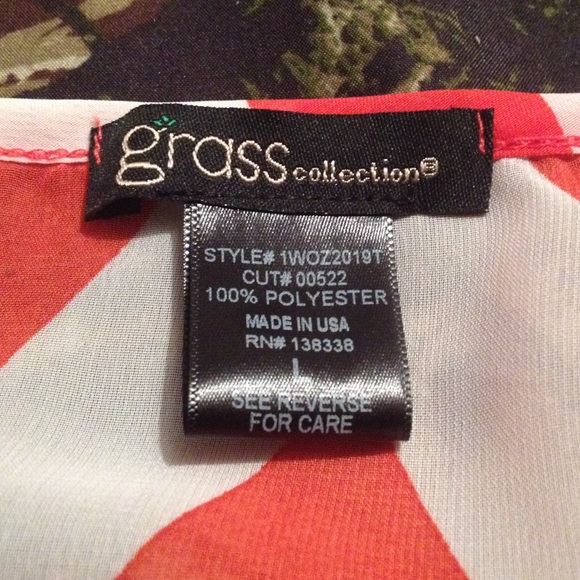 grass collection®
STYLE# 1WOZ2019T
CUT# 00522
100% POLYESTER
MADE IN USA
RN# 138338
L
SEE REVERSE
FOR CARE